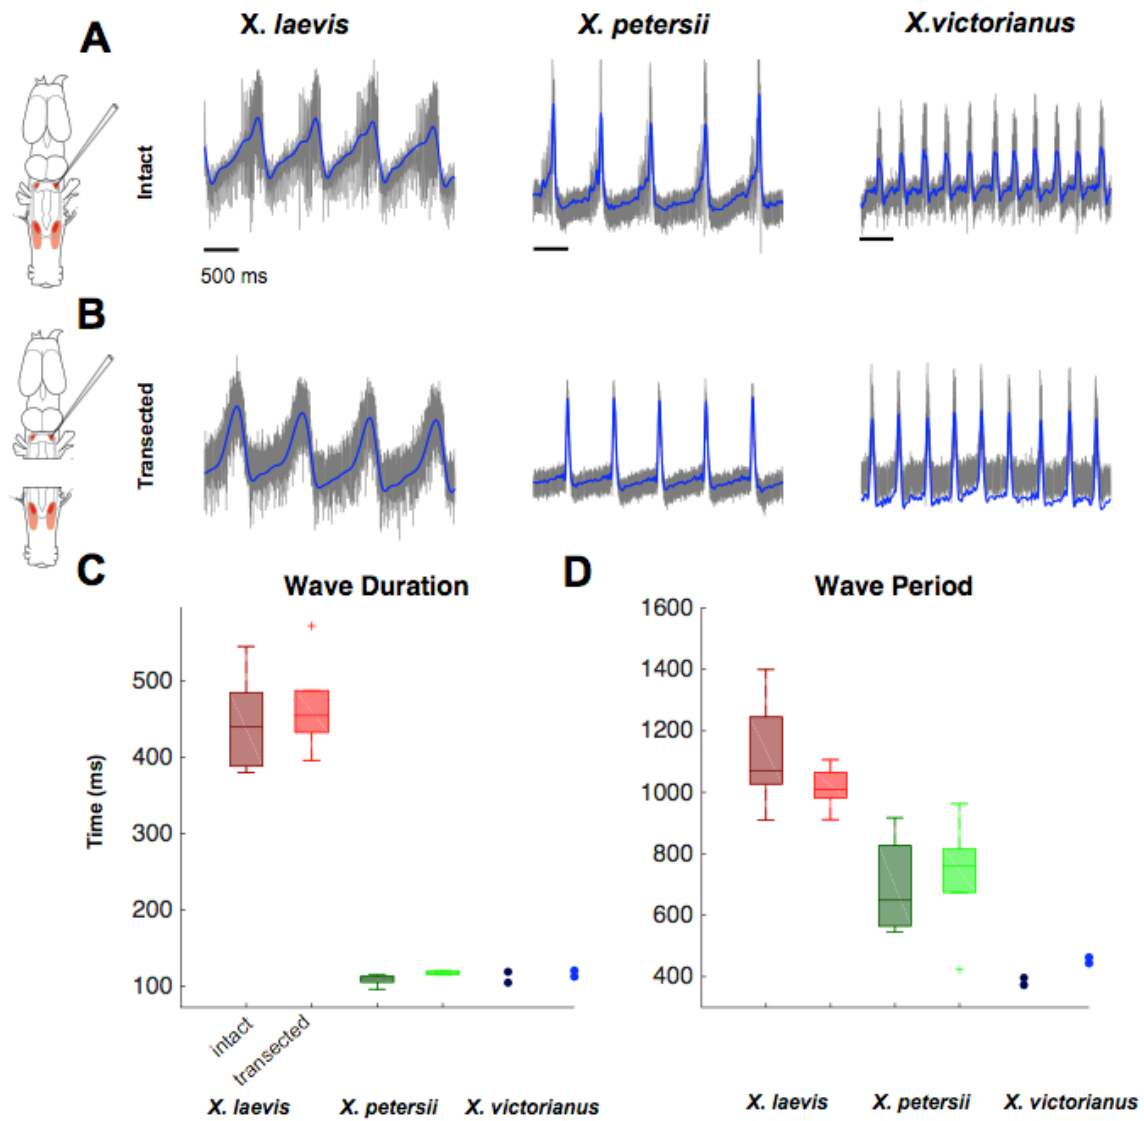 A
X. laevis
X. petersii
X.victorianus
Intact
500 ms
B
Transected
C
Wave Duration
D
Wave Period
Time (ms)
500
400
300
200
100
1600
1400
1200
1000
800
600
400
intact
transected
X. laevis
X. petersii
X. victorianus
X. laevis
X. petersii
X. victorianus